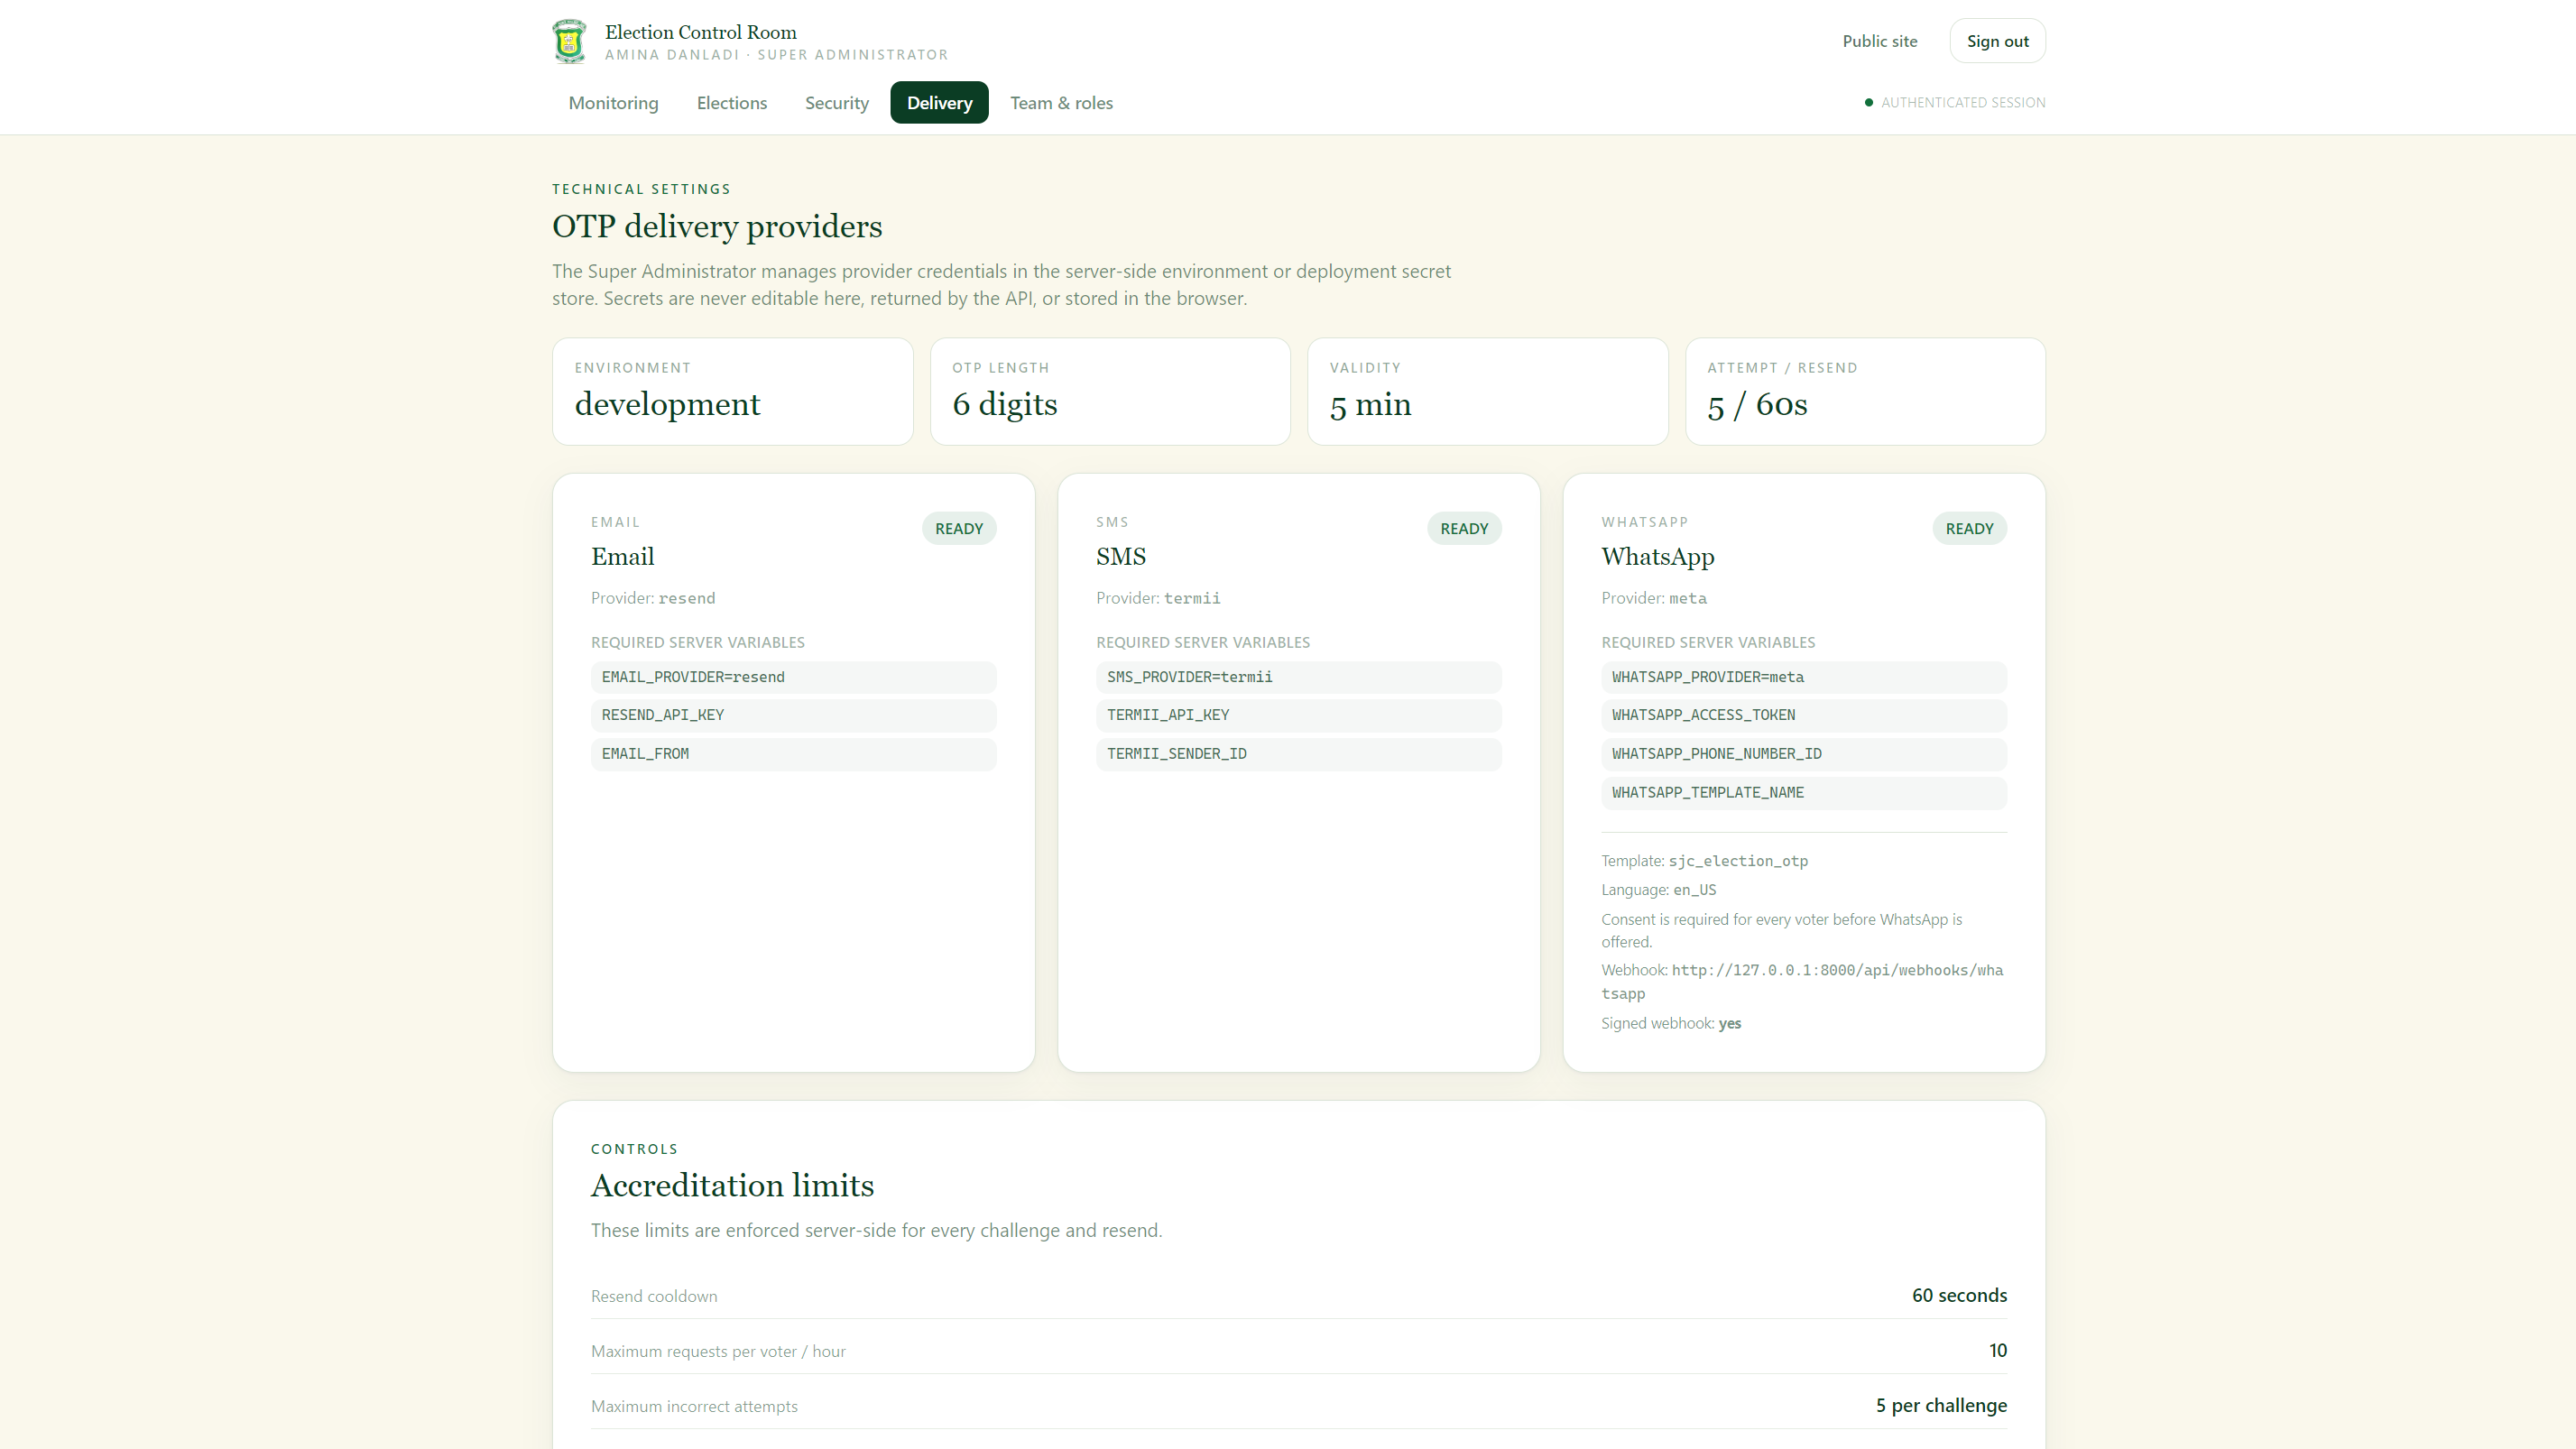 Election Control Room
AMINA DANLADI · SUPER ADMINISTRATOR
Public site
Sign out
Monitoring
Elections
Security
Delivery
Team & roles
AUTHENTICATED SESSION
TECHNICAL SETTINGS
OTP delivery providers
The Super Administrator manages provider credentials in the server-side environment or deployment secret
store. Secrets are never editable here, returned by the API, or stored in the browser.
ENVIRONMENT
development
OTP LENGTH
6 digits
VALIDITY
5 min
ATTEMPT / RESEND
5 / 60s
EMAIL
READY
Email
Provider: resend
REQUIRED SERVER VARIABLES
EMAIL_PROVIDER=resend
RESEND_API_KEY
EMAIL_FROM
SMS
READY
SMS
Provider: termii
REQUIRED SERVER VARIABLES
SMS_PROVIDER=termii
TERMII_API_KEY
TERMII_SENDER_ID
WHATSAPP
READY
WhatsApp
Provider: meta
REQUIRED SERVER VARIABLES
WHATSAPP_PROVIDER=meta
WHATSAPP_ACCESS_TOKEN
WHATSAPP_PHONE_NUMBER_ID
WHATSAPP_TEMPLATE_NAME
Template: sjc_election_otp
Language: en_US
Consent is required for every voter before WhatsApp is
offered.
Webhook: http://127.0.0.1:8000/api/webhooks/wha
tsapp
Signed webhook: yes
CONTROLS
Accreditation limits
These limits are enforced server-side for every challenge and resend.
Resend cooldown
60 seconds
Maximum requests per voter / hour
10
Maximum incorrect attempts
5 per challenge